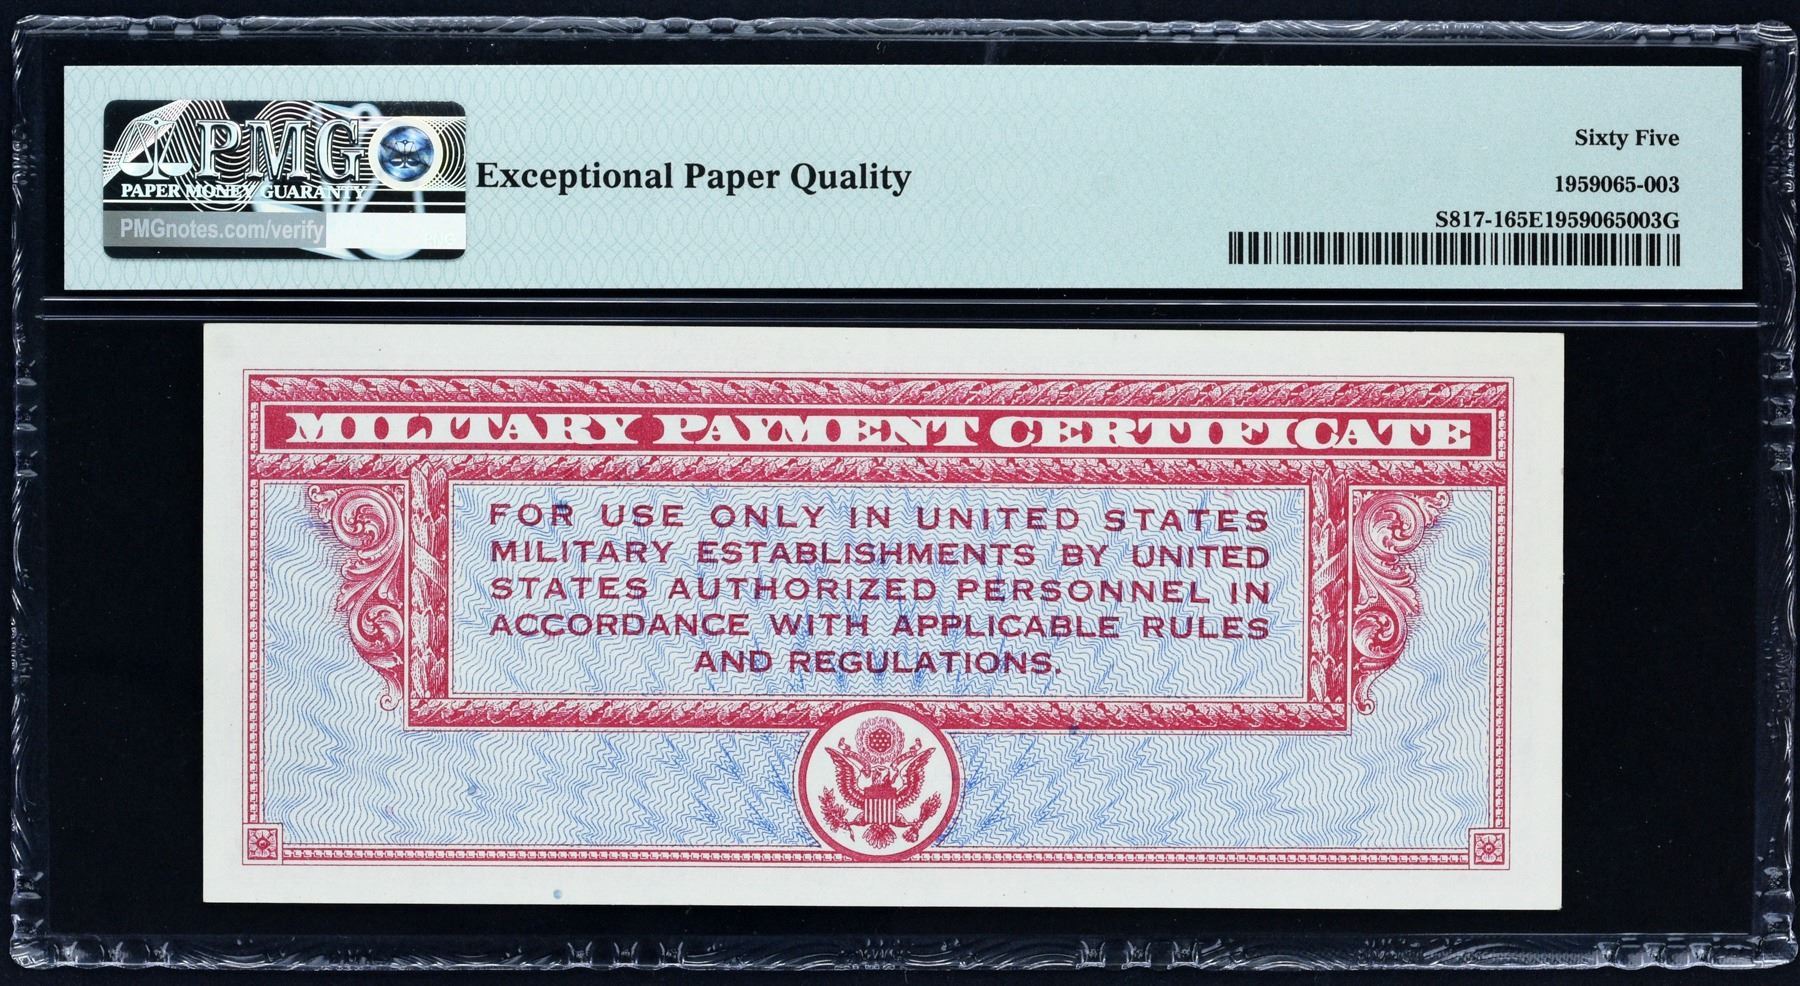 PMG
PAPER MONEY GUARANTY
PMGnotes.com/verify
Exceptional Paper Quality
Sixty Five
1959065-003
S817-165E1959065003G
MILITARY PAYMENT CERTIFICATE
FOR USE ONLY IN UNITED STATES
MILITARY ESTABLISHMENTS BY UNITED
STATES AUTHORIZED PERSONNEL IN
ACCORDANCE WITH APPLICABLE RULES
AND REGULATIONS.